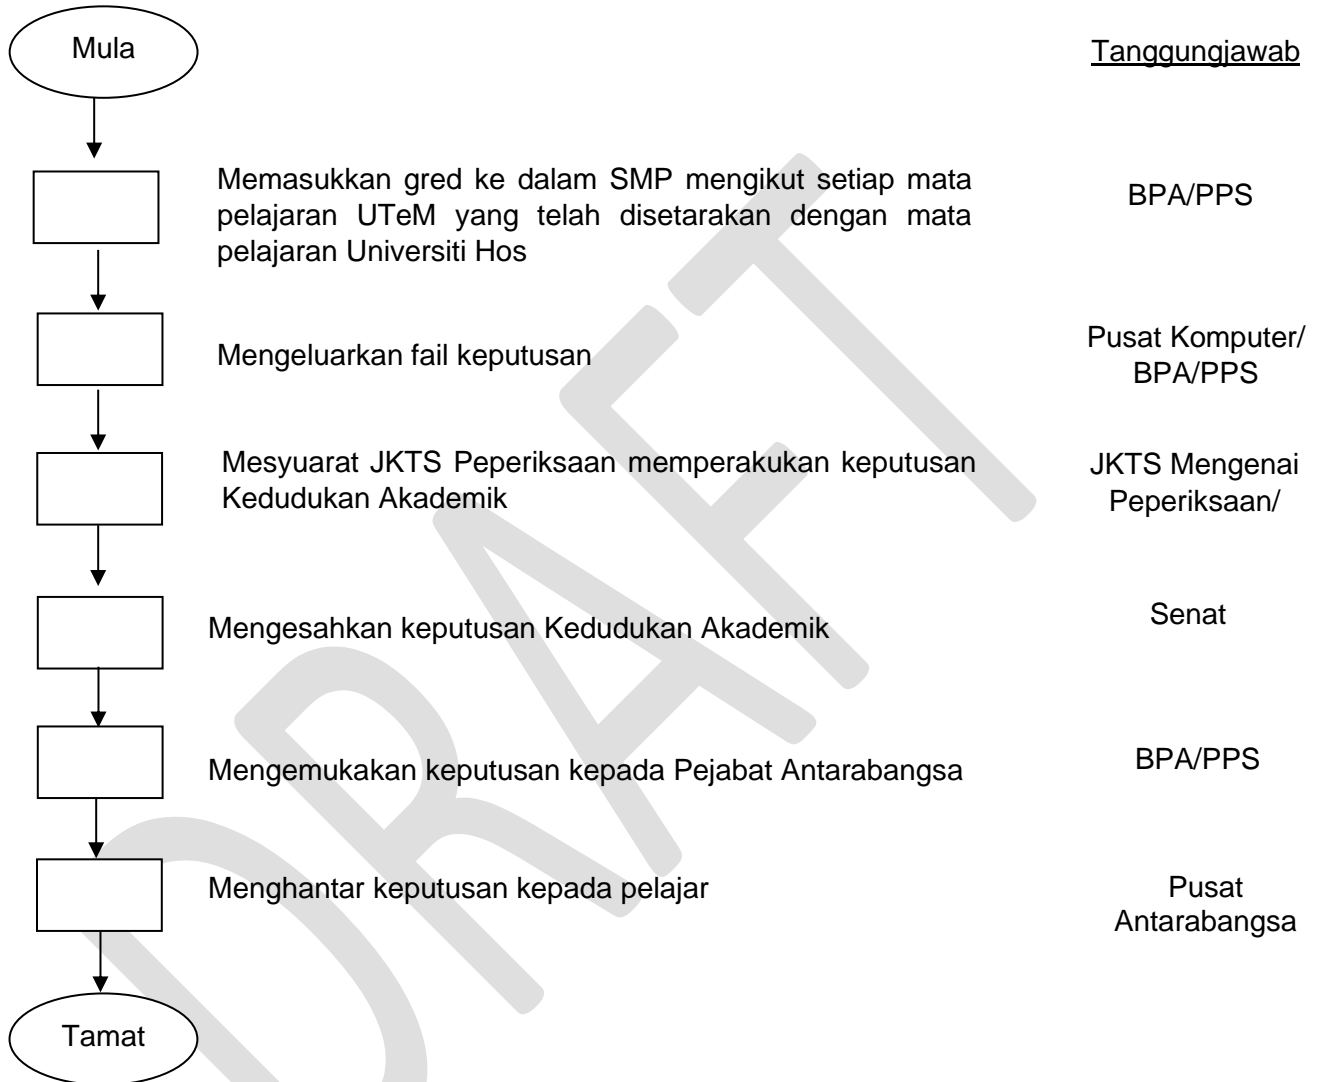 Mula
Tanggungjawab
Memasukkan gred ke dalam SMP mengikut setiap mata
pelajaran UTeM yang telah disetarakan dengan mata
pelajaran Universiti Hos
BPA/PPS
Mengeluarkan fail keputusan
Pusat Komputer/
BPA/PPS
Mesyuarat JKTS Peperiksaan memperakukan keputusan
Kedudukan Akademik
JKTS Mengenai
Peperiksaan/
Mengesahkan keputusan Kedudukan Akademik
Senat
Mengemukakan keputusan kepada Pejabat Antarabangsa
BPA/PPS
Menghantar keputusan kepada pelajar
Pusat
Antarabangsa
Tamat
DRAFT